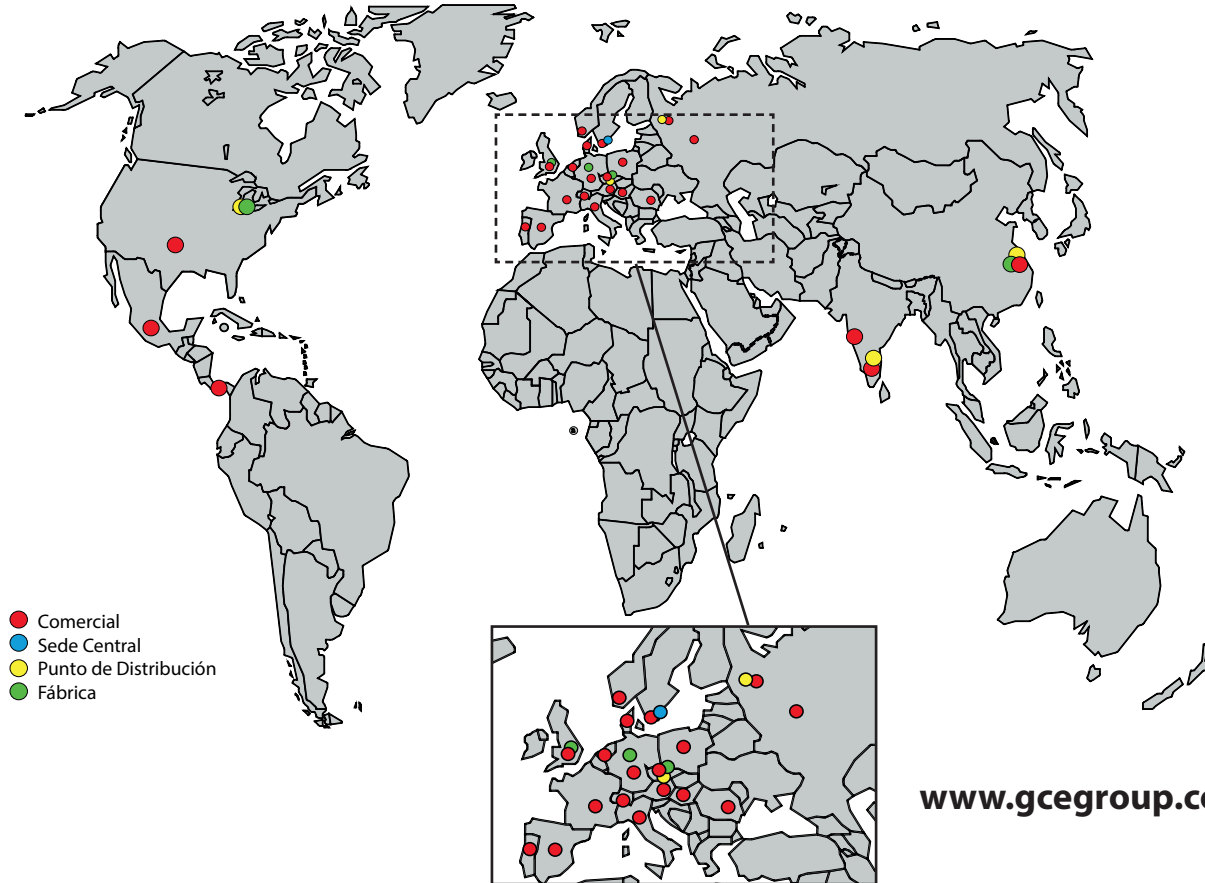 Comercial
Sede Central
Punto de Distribución
Fábrica
www.gcegroup.co